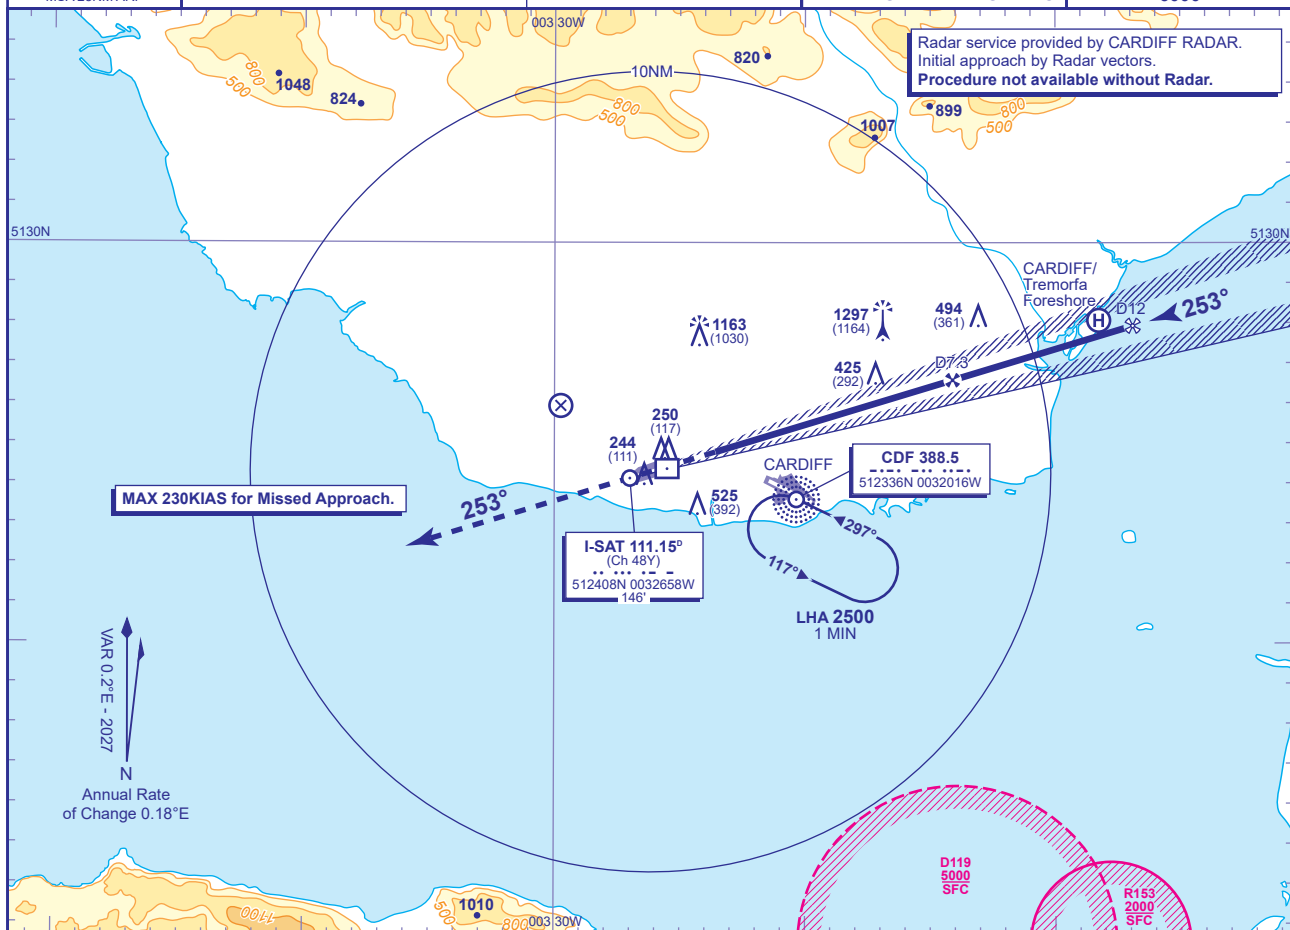 003 30W
Radar service provided by CARDIFF RADAR.
Initial approach by Radar vectors.
Procedure not available without Radar.
10NM
820
800
500
1048
824
800
500
1007
899
800
500
5130N
5130N
CARDIFF/
Tremorfa
Foreshore
H
D12
253°
1163
(1030)
1297
(1164)
494
(361)
425
(292)
D7.3
250
(117)
244
(111)
CARDIFF
CDF 388.5
512336N 0032016W
MAX 230KIAS for Missed Approach.
253°
525
(392)
297°
117°
I-SAT 111.15ᴰ
(Ch 48Y)
512408N 0032658W
146'
LHA 2500
1 MIN
VAR 0.2°E - 2027
N
Annual Rate
of Change 0.18°E
D119
5000
SFC
R153
2000
SFC
1100
500
1010
800
003 30W